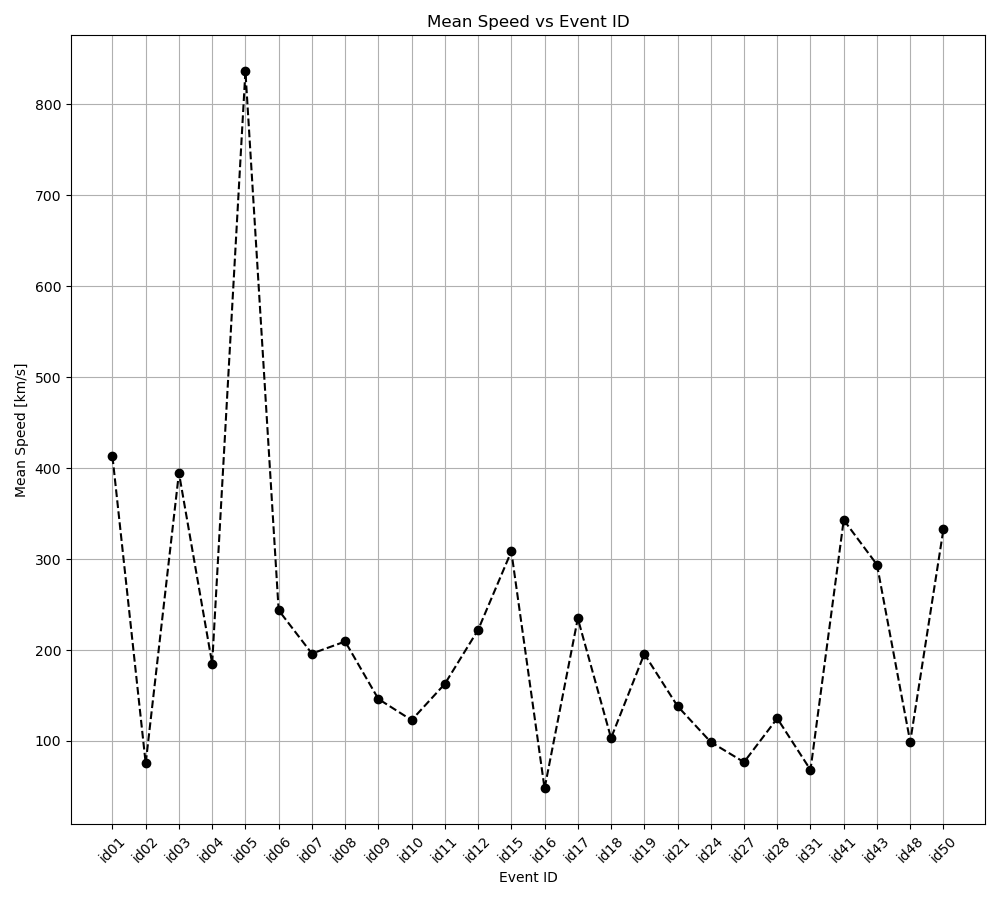 Mean Speed vs Event ID
Mean Speed [km/s]
800
700
600
500
400
300
200
100
id01 id02 id03 id04 id05 id06 id07 id08 id09 id10 id11 id12 id15 id16 id17 id18 id19 id21 id24 id27 id28 id31 id41 id43 id48 id50
Event ID